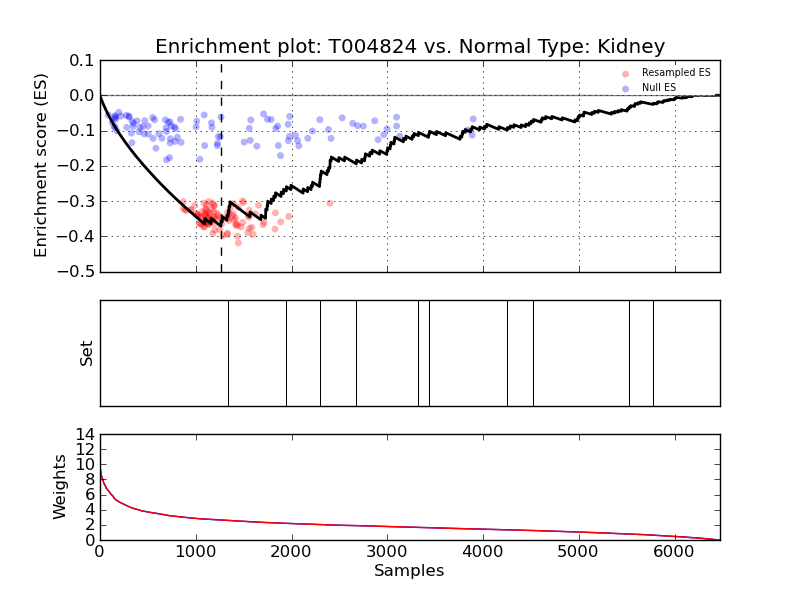 Enrichment plot: T004824 vs. Normal Type: Kidney
Enrichment score (ES)
0.1
0.0
−0.1
−0.2
−0.3
−0.4
−0.5
Resampled ES
Null ES
Set
Weights
14
12
10
8
6
4
2
0
0 1000 2000 3000 4000 5000 6000
Samples